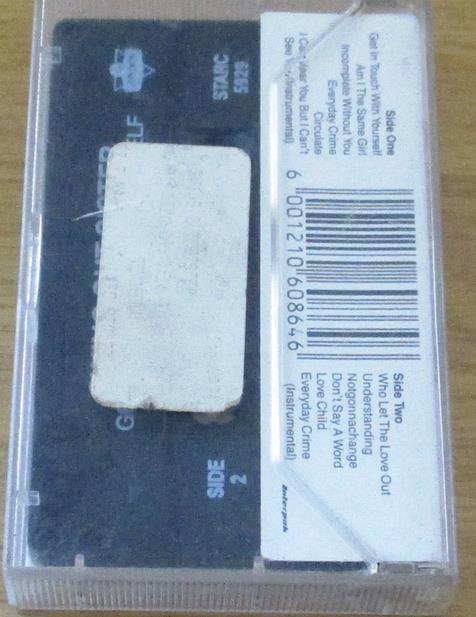 Side One
Get in Touch With Yourself
Am I The Same Girl
Incomplete Without You
Everyday Crime
Circulate
I Can Hear You But I Can't
See (Instrumental)
6 001210 608646
Side Two
Who Let The Love Out
Understanding
Notgonnachange
Don't Say A Word
Love Child
Everyday Crime
(Instrumental)
Interpak
STARC
5629
SIDE
2